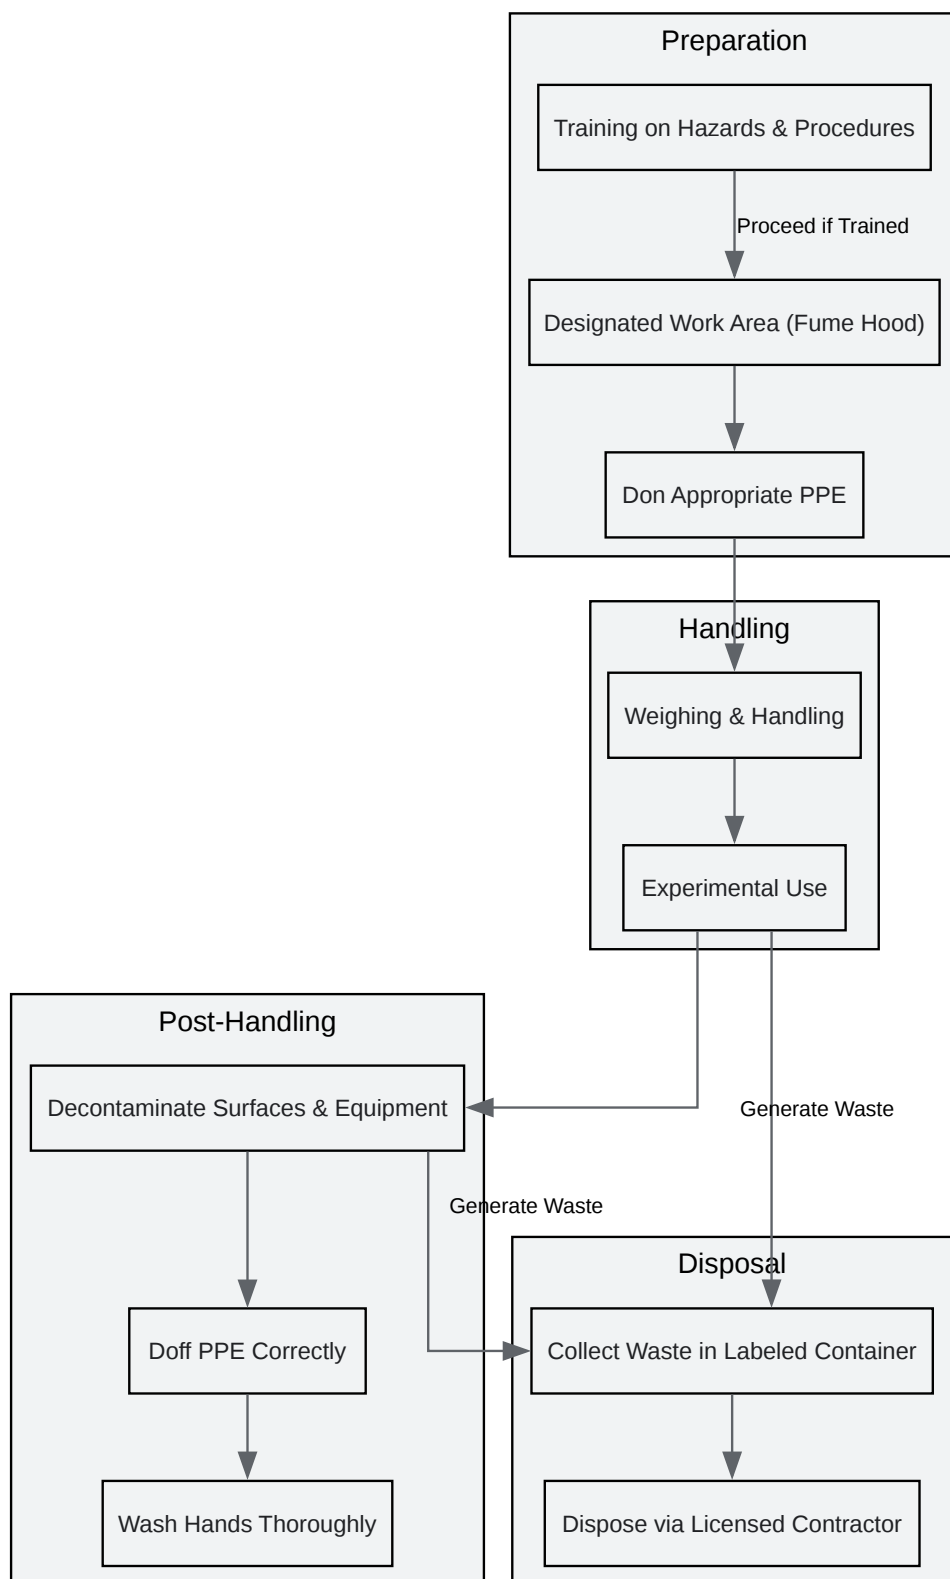 Preparation
Training on Hazards & Procedures
Proceed if Trained
Designated Work Area (Fume Hood)
Don Appropriate PPE
Handling
Weighing & Handling
Experimental Use
Post-Handling
Decontaminate Surfaces & Equipment
Generate Waste
Generate Waste
Disposal
Doff PPE Correctly
Collect Waste in Labeled Container
Wash Hands Thoroughly
Dispose via Licensed Contractor